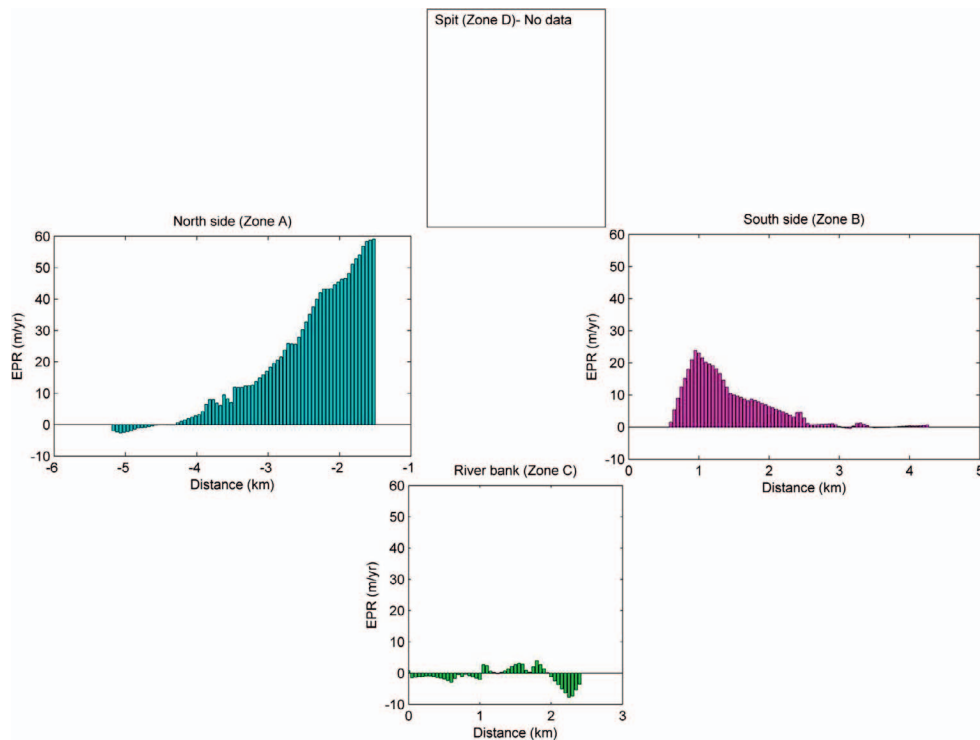 Spit (Zone D)- No data
North side (Zone A)
60
50
40
30
20
10
0
-10
EPR (m/yr)
-6 -5 -4 -3 -2 -1
Distance (km)
South side (Zone B)
60
50
40
30
20
10
0
-10
EPR (m/yr)
0 1 2 3 4 5
Distance (km)
River bank (Zone C)
60
50
40
30
20
10
0
-10
EPR (m/yr)
0 1 2 3
Distance (km)